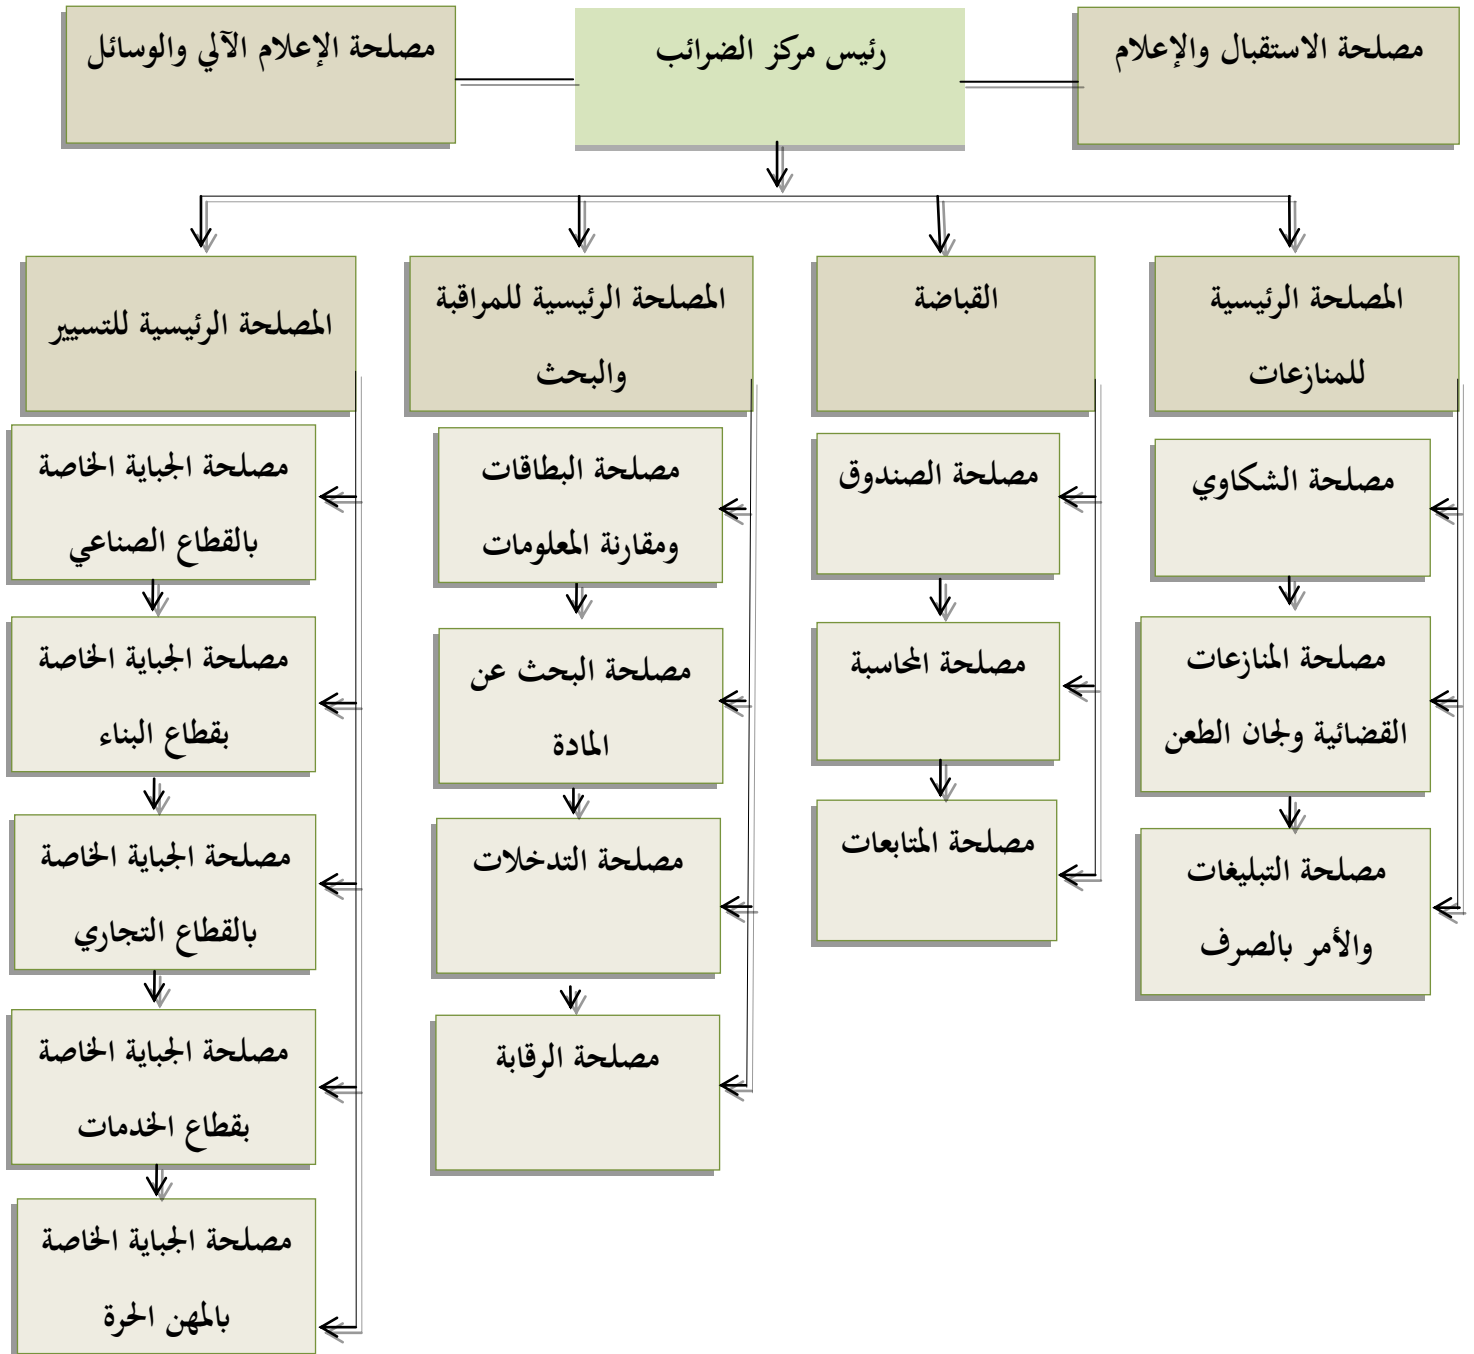 مصلحة الاستقبال والإعلام
رئيس مركز الضرائب
مصلحة الإعلام الآلي والوسائل
المصلحة الرئيسية
للمنازعات
القباضة
المصلحة الرئيسية للمراقبة
والبحث
المصلحة الرئيسية للتسيير
مصلحة الشكاوي
مصلحة المنازعات
القضائية ولجان الطعن
مصلحة التبليغات
والأمر بالصرف
مصلحة الصندوق
مصلحة المحاسبة
مصلحة المتابعات
مصلحة البطاقات
ومقارنة المعلومات
مصلحة البحث عن
المادة
مصلحة التدخلات
مصلحة الرقابة
مصلحة الجباية الخاصة
بالقطاع الصناعي
مصلحة الجباية الخاصة
بقطاع البناء
مصلحة الجباية الخاصة
بالقطاع التجاري
مصلحة الجباية الخاصة
بقطاع الخدمات
مصلحة الجباية الخاصة
بالمهن الحرة